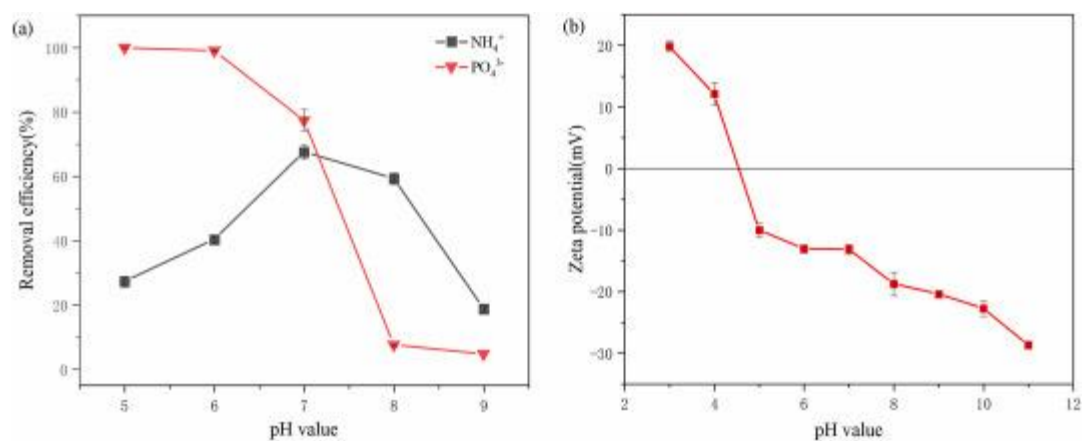 (a)
NH₄⁺
PO₄³⁻
Removal efficiency(%)
100
80
60
40
20
0
5 6 7 8 9
pH value
(b)
Zeta potential(mV)
20
10
0
-10
-20
-30
2 4 6 8 10 12
pH value